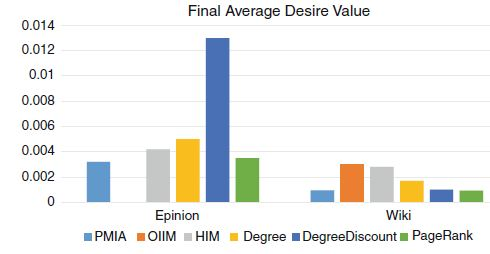 Final Average Desire Value
0.014
0.012
0.01
0.008
0.006
0.004
0.002
0
Epinion Wiki
PMIA OIIM HIM Degree DegreeDiscount PageRank